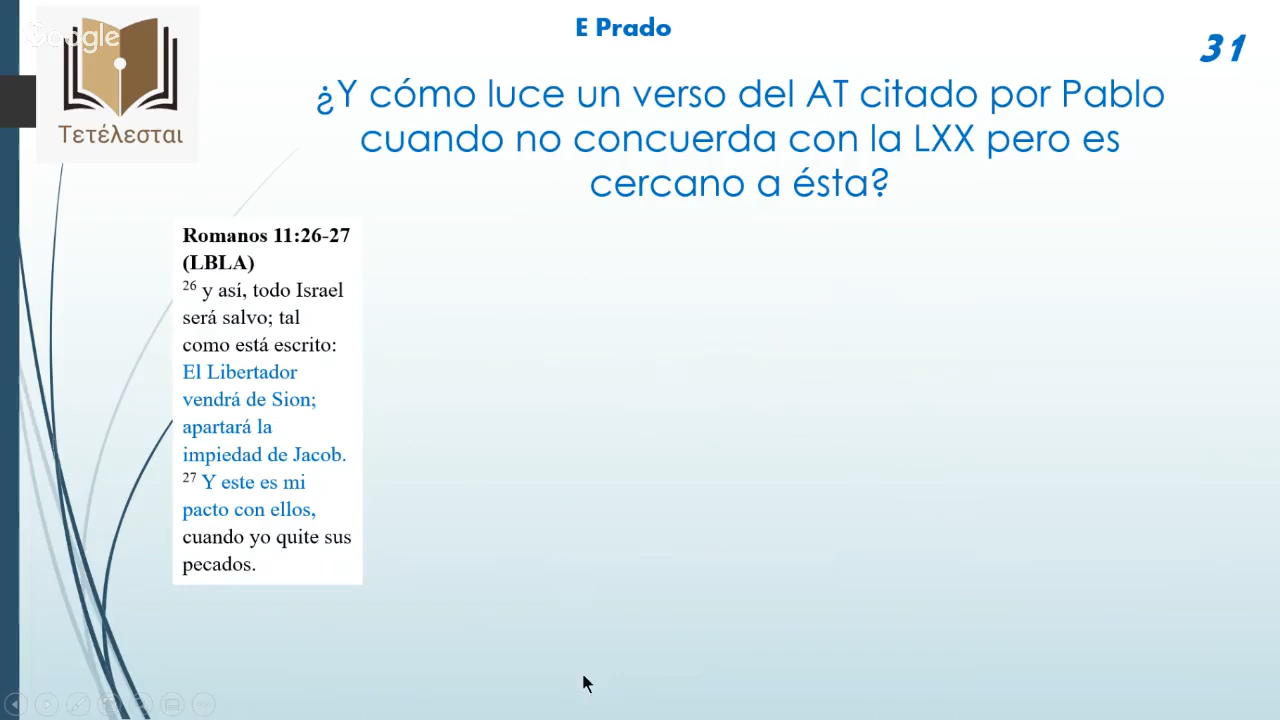 Google
Τετέλεσται
E Prado
31
¿Y cómo luce un verso del AT citado por Pablo
cuando no concuerda con la LXX pero es
cercano a ésta?
Romanos 11:26-27
(LBLA)
26 y así, todo Israel
será salvo; tal
como está escrito:
El Libertador
vendrá de Sion;
apartará la
impiedad de Jacob.
27 Y este es mi
pacto con ellos,
cuando yo quite sus
pecados.